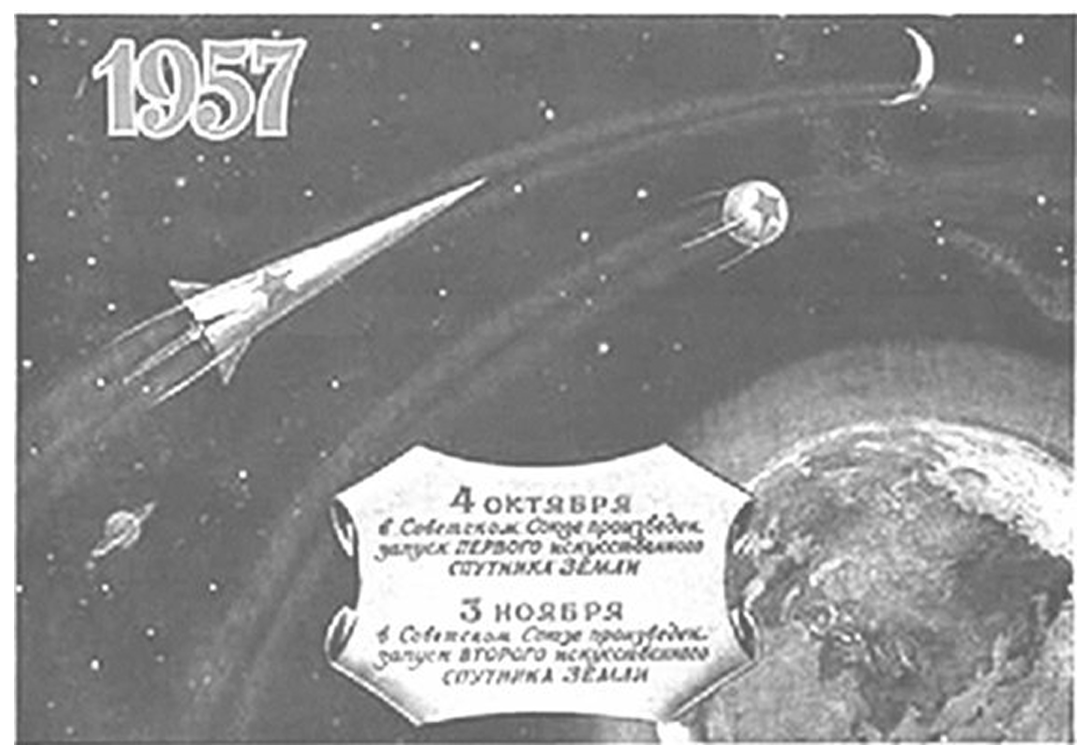 1957
4 ОКТЯБРЯ
в Советском Союзе произведен
запуск ПЕРВОГО искусственного
СПУТНИКА ЗЕМЛИ
3 НОЯБРЯ
в Советском Союзе произведен
запуск ВТОРОГО искусственного
СПУТНИКА ЗЕМЛИ